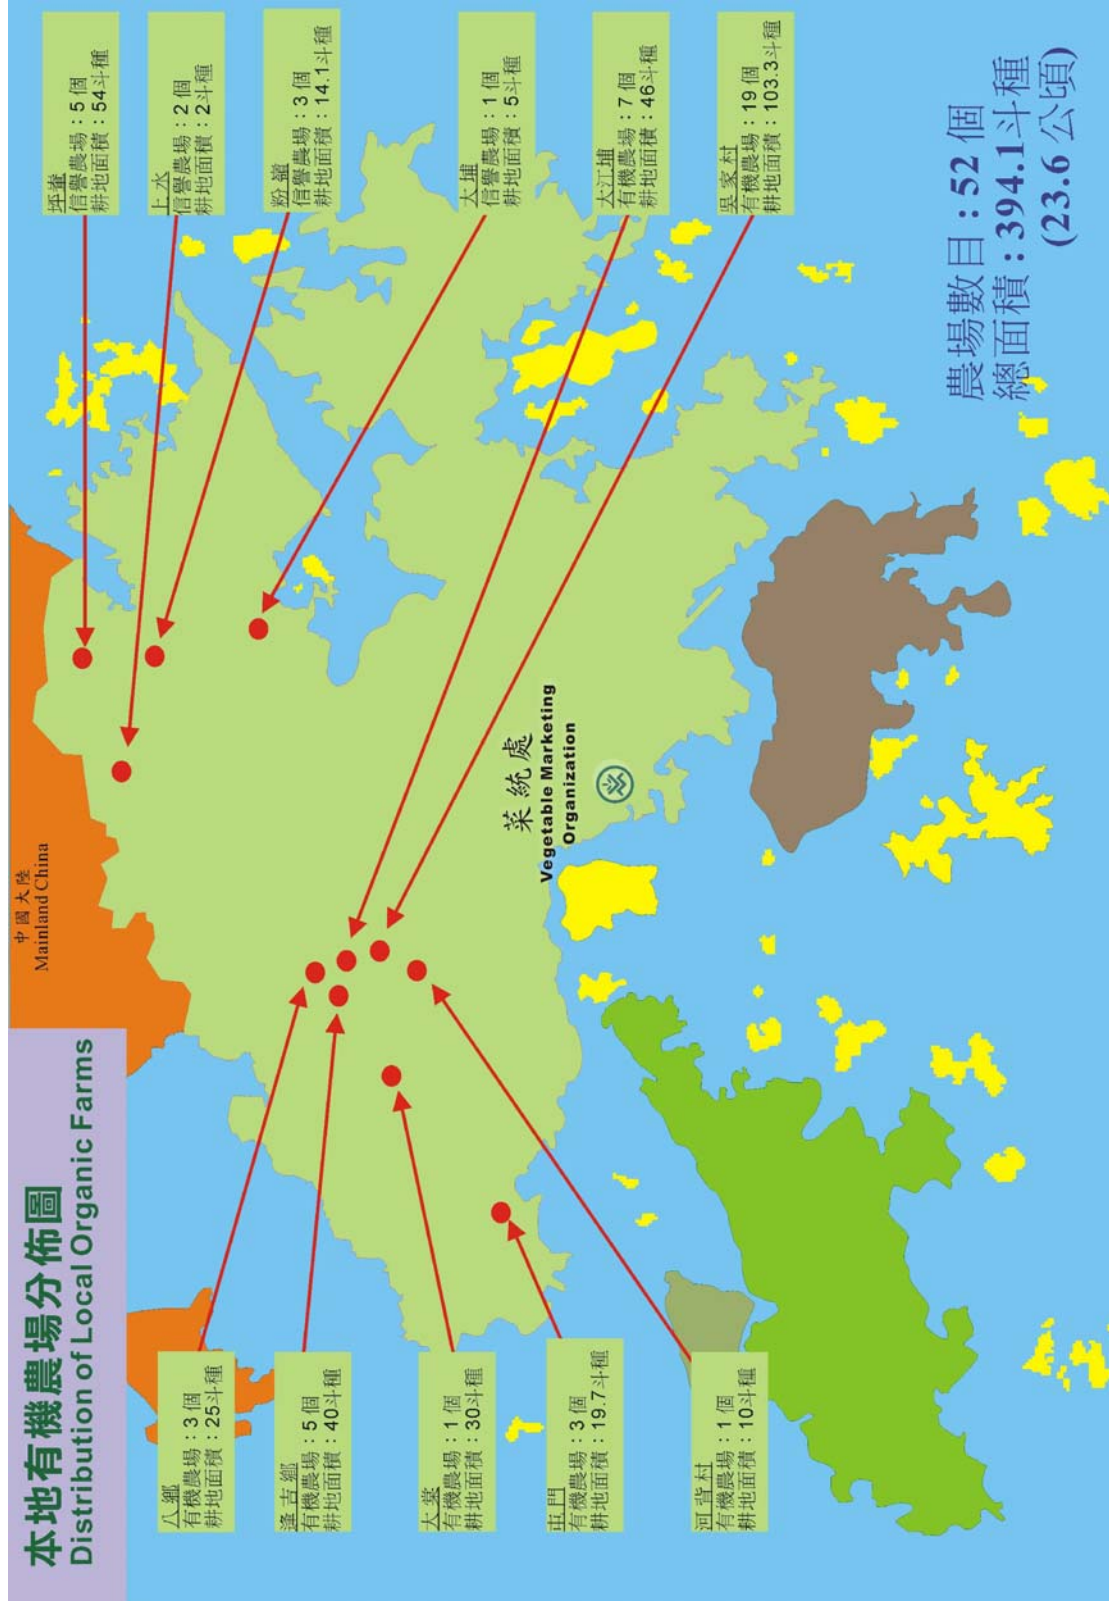 本地有機農場分佈圖
Distribution of Local Organic Farms
中國大陸
Mainland China
八鄉
有機農場：3 個
耕地面積：25斗種
逢吉鄉
有機農場：5 個
耕地面積：40斗種
大棠
有機農場：1 個
耕地面積：30斗種
屯門
有機農場：3 個
耕地面積：19.7斗種
河背村
有機農場：1 個
耕地面積：10斗種
菜統處
Vegetable Marketing
Organization
坪輋
信譽農場：5 個
耕地面積：54斗種
上水
信譽農場：2 個
耕地面積：2斗種
粉嶺
信譽農場：3 個
耕地面積：14.1斗種
大埔
信譽農場：1 個
耕地面積：5斗種
大江埔
有機農場：7 個
耕地面積：46斗種
吳家村
有機農場：19 個
耕地面積：103.3斗種
農場數目：52 個
總面積：394.1斗種
(23.6 公頃)